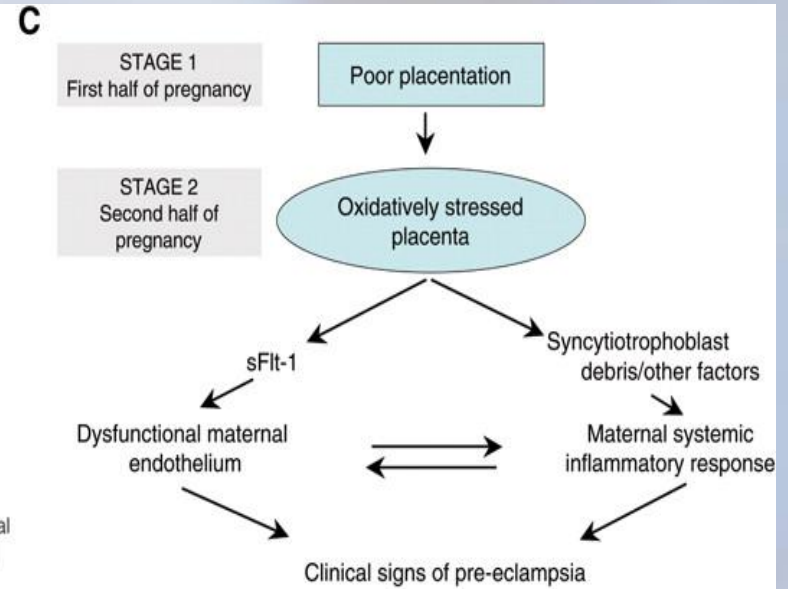 C
STAGE 1
First half of pregnancy
Poor placentation
STAGE 2
Second half of
pregnancy
Oxidatively stressed
placenta
sFlt-1
Syncytiotrophoblast
debris/other factors
Dysfunctional maternal
endothelium
Maternal systemic
inflammatory response
al
Clinical signs of pre-eclampsia